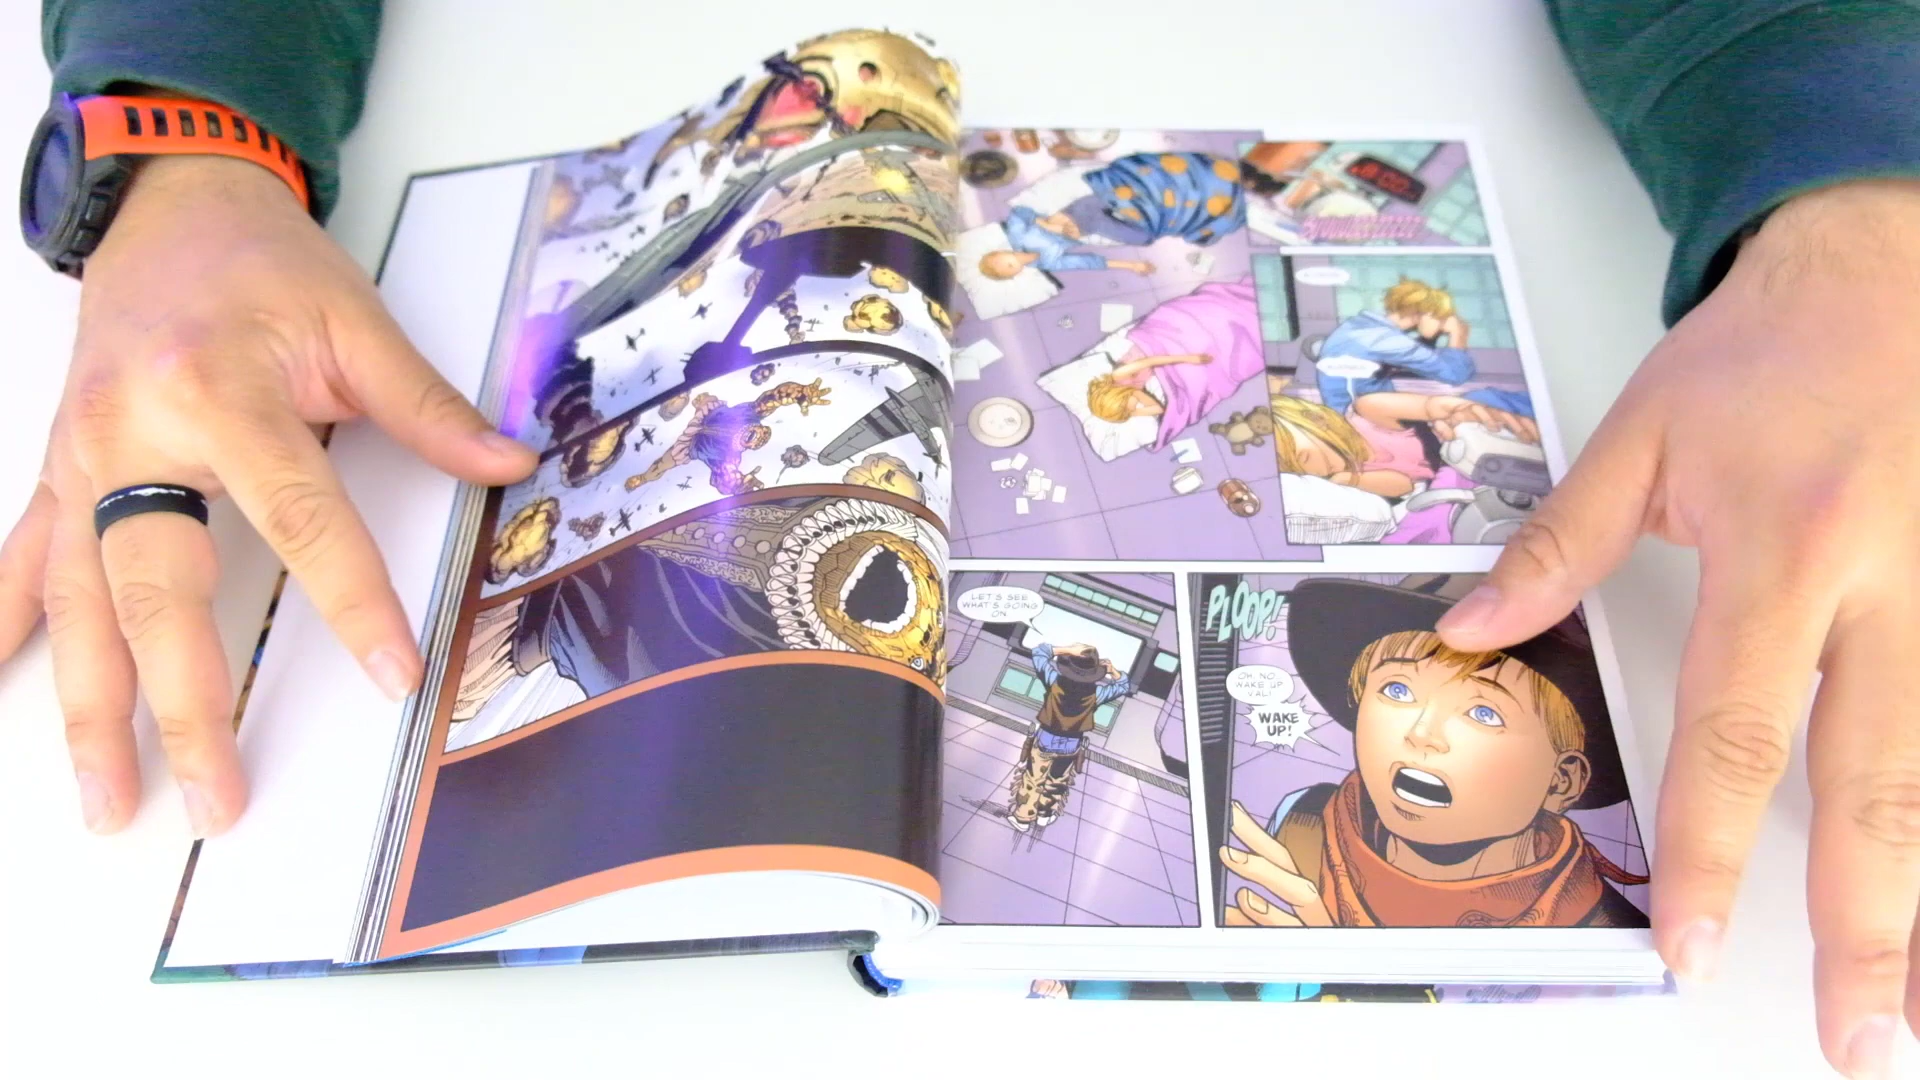 LET'S SEE
WHAT'S GOING
ON.
PLOOP!
OH, NO.
WAKE UP
VAL!
WAKE
UP!